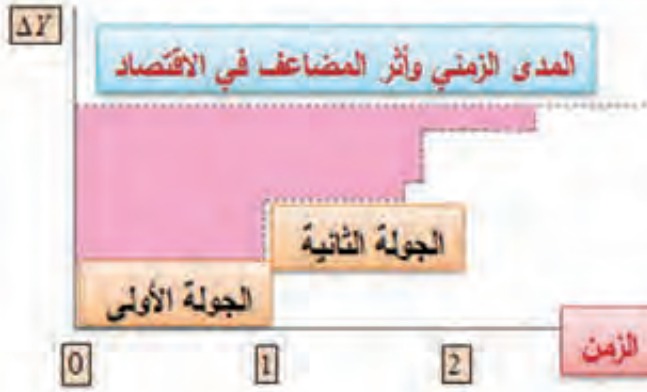 ΔY
المدى الزمني وأثر المضاعف في الاقتصاد
الجولة الثانية
الجولة الأولى
0
1
2
الزمن